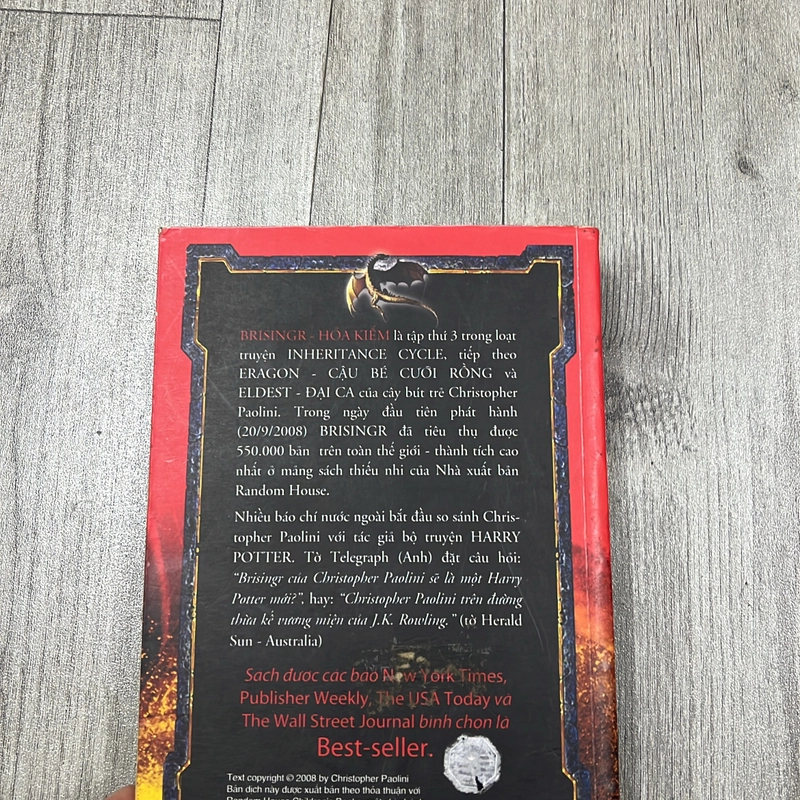 BRISINGR - HỎA KIẾM là tập thứ 3 trong loạt
truyện INHERITANCE CYCLE, tiếp theo
ERAGON - CẬU BÉ CƯỠI RỒNG và
ELDEST - ĐẠI CA của cây bút trẻ Christopher
Paolini. Trong ngày đầu tiên phát hành
(20/9/2008) BRISINGR đã tiêu thụ được
550.000 bản trên toàn thế giới - thành tích cao
nhất ở mảng sách thiếu nhi của Nhà xuất bản
Random House.
Nhiều báo chí nước ngoài bắt đầu so sánh Chris-
topher Paolini với tác giả bộ truyện HARRY
POTTER. Tờ Telegraph (Anh) đặt câu hỏi:
“Brisingr của Christopher Paolini sẽ là một Harry
Potter mới?”, hay: “Christopher Paolini trên đường
thừa kế vương miện của J.K. Rowling.” (tờ Herald
Sun - Australia)
Sách được các báo New York Times,
Publisher Weekly, The USA Today và
The Wall Street Journal bình chọn là
Best-seller.
Text copyright © 2008 by Christopher Paolini
Bản dịch này được xuất bản theo thỏa thuận với